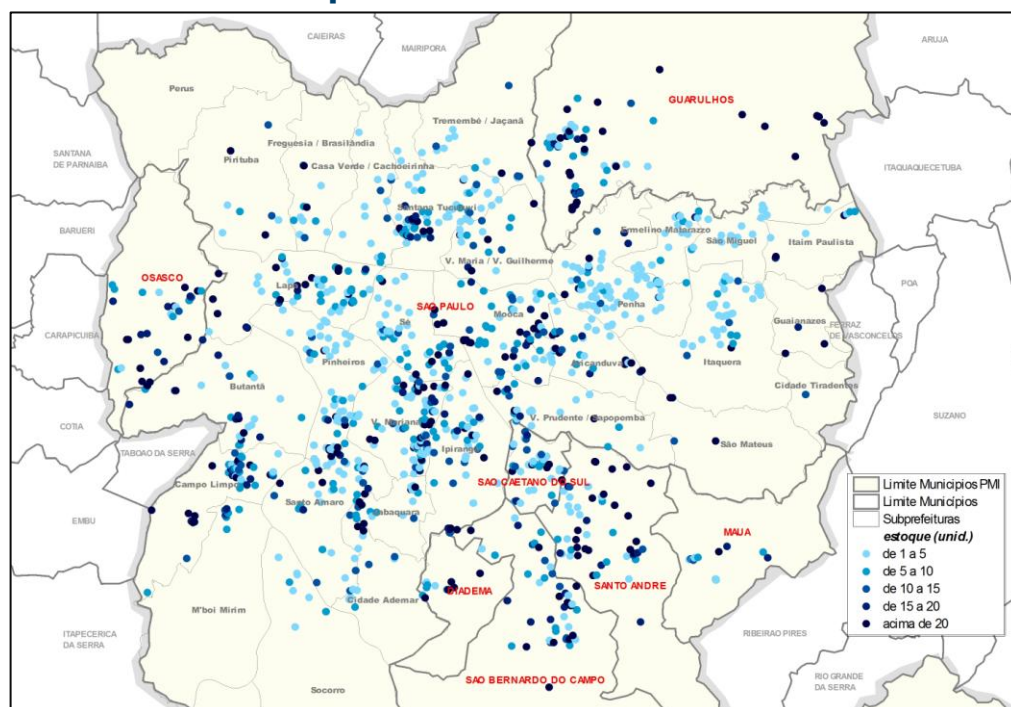 CAIEIRAS
MAIRIPORA
ARUJA
Perus
GUARULHOS
Tremembé / Jaçanã
Freguesia / Brasilândia
SANTANA
DE PARNAIBA
Pirituba
Casa Verde / Cachoeirinha
ITAQUAQUECETUBA
Santana Tucuruvi
Ermelino Matarazzo
São Miguel
Itaim Paulista
BARUERI
V. Maria / V. Guilherme
OSASCO
Lapa
POA
SAO PAULO
Penha
Mooca
Sé
Guaianazes
CARAPICUIBA
FERRAZ
DE VASCONCELOS
Pinheiros
Aricanduva
Itaquera
Butantã
Cidade Tiradentes
SUZANO
V. Mariana
V. Prudente / Sapopemba
COTIA
São Mateus
Ipiranga
TABOAO DA SERRA
Campo Limpo
SAO CAETANO DO SUL
Santo Amaro
Jabaquara
EMBU
MAUA
SANTO ANDRE
DIADEMA
Cidade Ademar
M'boi Mirim
ITAPECERICA
DA SERRA
RIBEIRAO PIRES
SAO BERNARDO DO CAMPO
RIO GRANDE
DA SERRA
Socorro
Limite Municipios PMI
Limite Municípios
Subprefeituras
estoque (unid.)
de 1 a 5
de 5 a 10
de 10 a 15
de 15 a 20
acima de 20